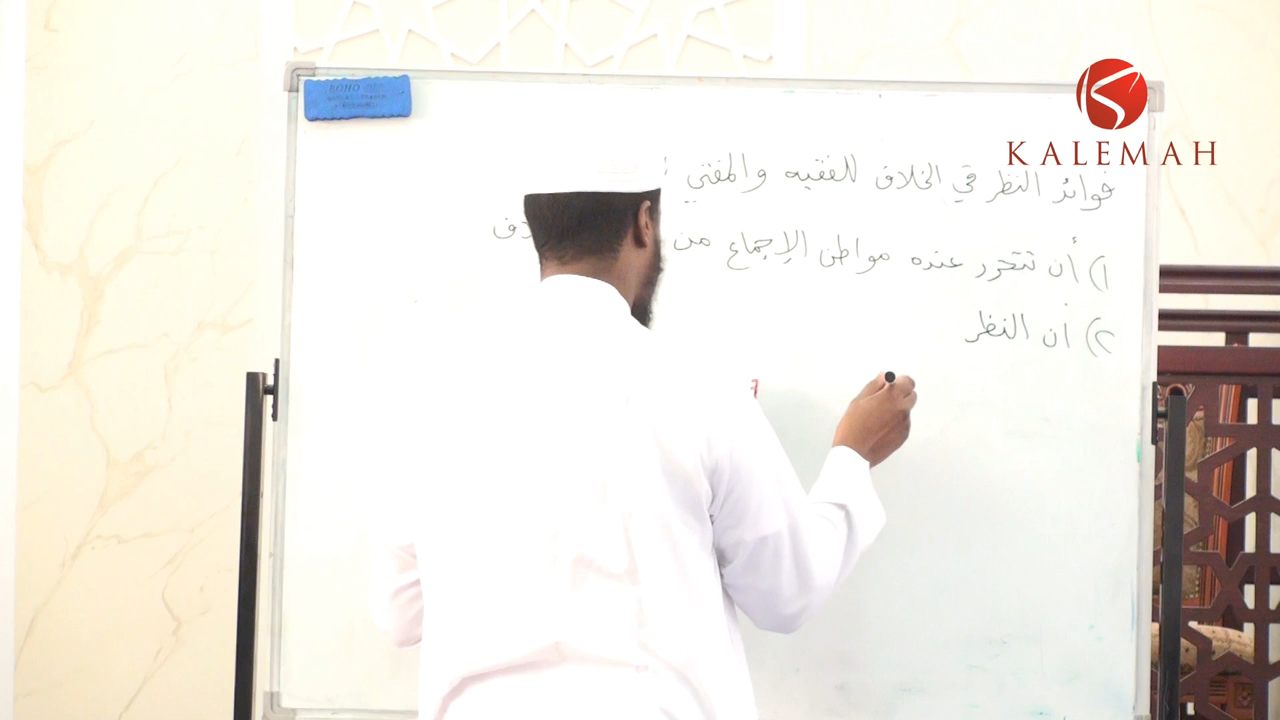 KALEMAH
فوائد النظر في الخلاف للفقيه والمفتي :
١) أن تتحرر عنده مواطن الإجماع من
٢) أن النظر